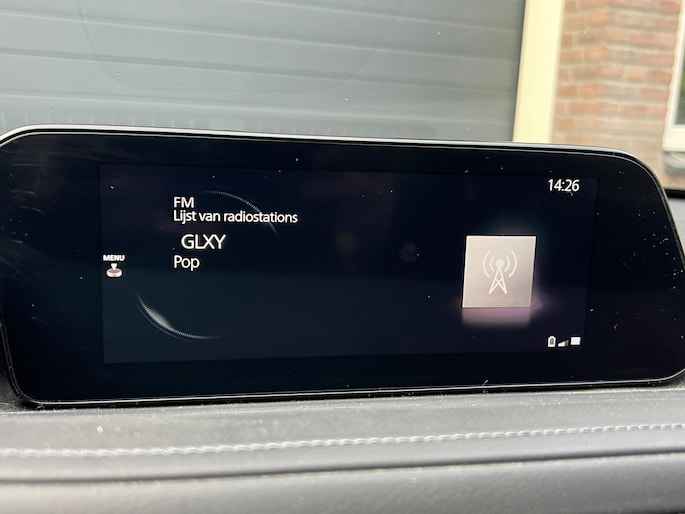 14:26
FM
Lijst van radiostations
GLXY
MENU
Pop